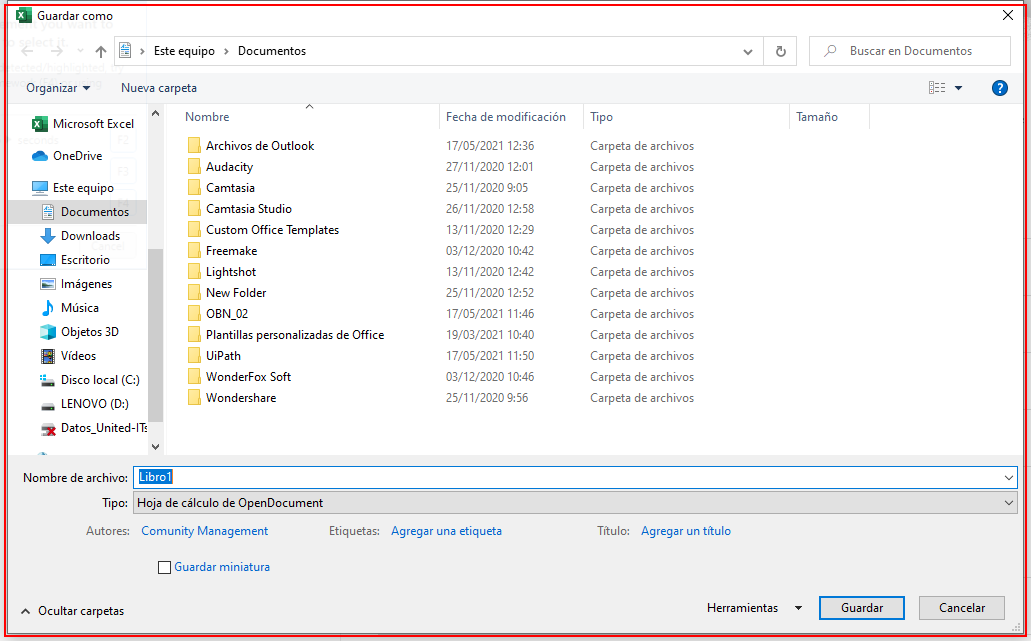 Guardar como
Este equipo > Documentos
Buscar en Documentos
Organizar
Nueva carpeta
Microsoft Excel
OneDrive
Este equipo
Documentos
Downloads
Escritorio
Imágenes
Música
Objetos 3D
Vídeos
Disco local (C:)
LENOVO (D:)
Datos_United-ITs
Nombre Fecha de modificación Tipo Tamaño
Archivos de Outlook 17/05/2021 12:36 Carpeta de archivos
Audacity 27/11/2020 12:01 Carpeta de archivos
Camtasia 25/11/2020 9:05 Carpeta de archivos
Camtasia Studio 26/11/2020 12:58 Carpeta de archivos
Custom Office Templates 13/11/2020 12:29 Carpeta de archivos
Freemake 03/12/2020 10:42 Carpeta de archivos
Lightshot 13/11/2020 12:42 Carpeta de archivos
New Folder 25/11/2020 12:52 Carpeta de archivos
OBN_02 17/05/2021 11:46 Carpeta de archivos
Plantillas personalizadas de Office 19/03/2021 10:40 Carpeta de archivos
UiPath 17/05/2021 11:50 Carpeta de archivos
WonderFox Soft 03/12/2020 10:46 Carpeta de archivos
Wondershare 25/11/2020 9:56 Carpeta de archivos
Nombre de archivo: Libro1
Tipo: Hoja de cálculo de OpenDocument
Autores: Comunity Management Etiquetas: Agregar una etiqueta Título: Agregar un título
Guardar miniatura
Ocultar carpetas
Herramientas
Guardar
Cancelar